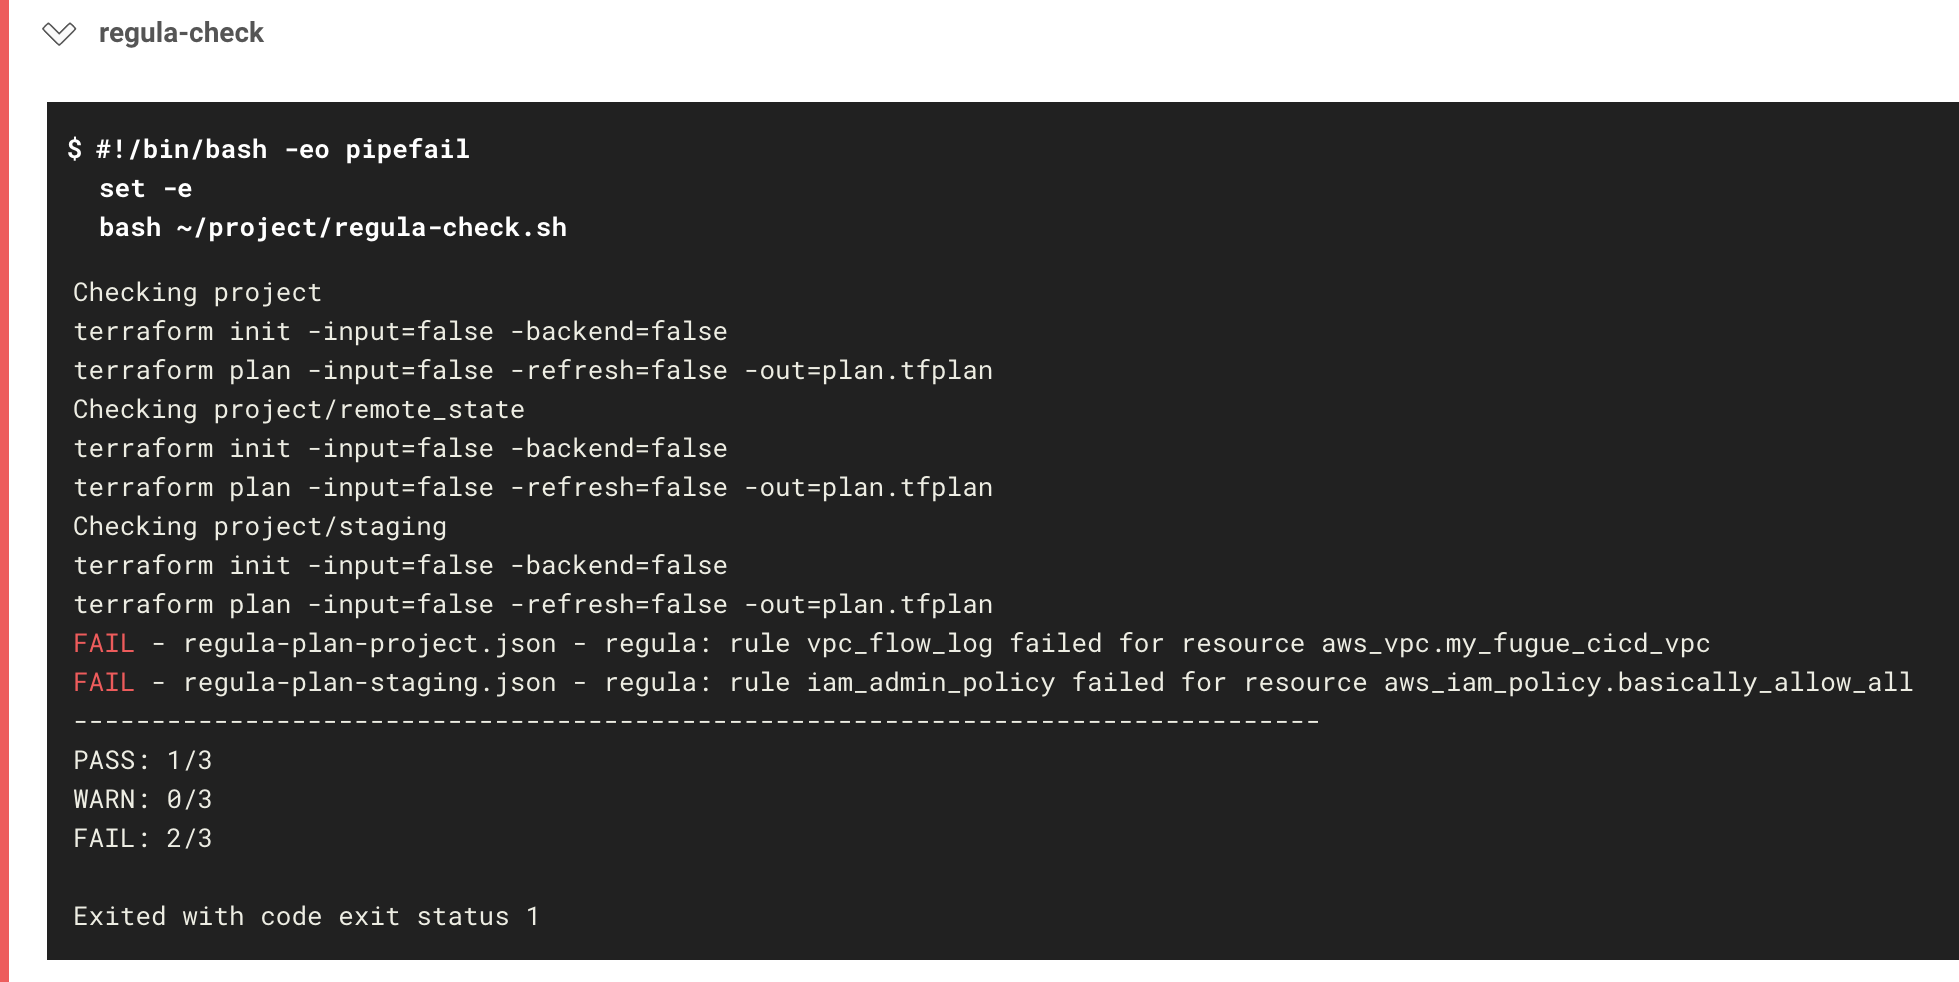 regula-check
$ #!/bin/bash -eo pipefail
set -e
bash ~/project/regula-check.sh
Checking project
terraform init -input=false -backend=false
terraform plan -input=false -refresh=false -out=plan.tfplan
Checking project/remote_state
terraform init -input=false -backend=false
terraform plan -input=false -refresh=false -out=plan.tfplan
Checking project/staging
terraform init -input=false -backend=false
terraform plan -input=false -refresh=false -out=plan.tfplan
FAIL - regula-plan-project.json - regula: rule vpc_flow_log failed for resource aws_vpc.my_fugue_cicd_vpc
FAIL - regula-plan-staging.json - regula: rule iam_admin_policy failed for resource aws_iam_policy.basically_allow_all
--------------------------------------------------------------------------------
PASS: 1/3
WARN: 0/3
FAIL: 2/3
Exited with code exit status 1